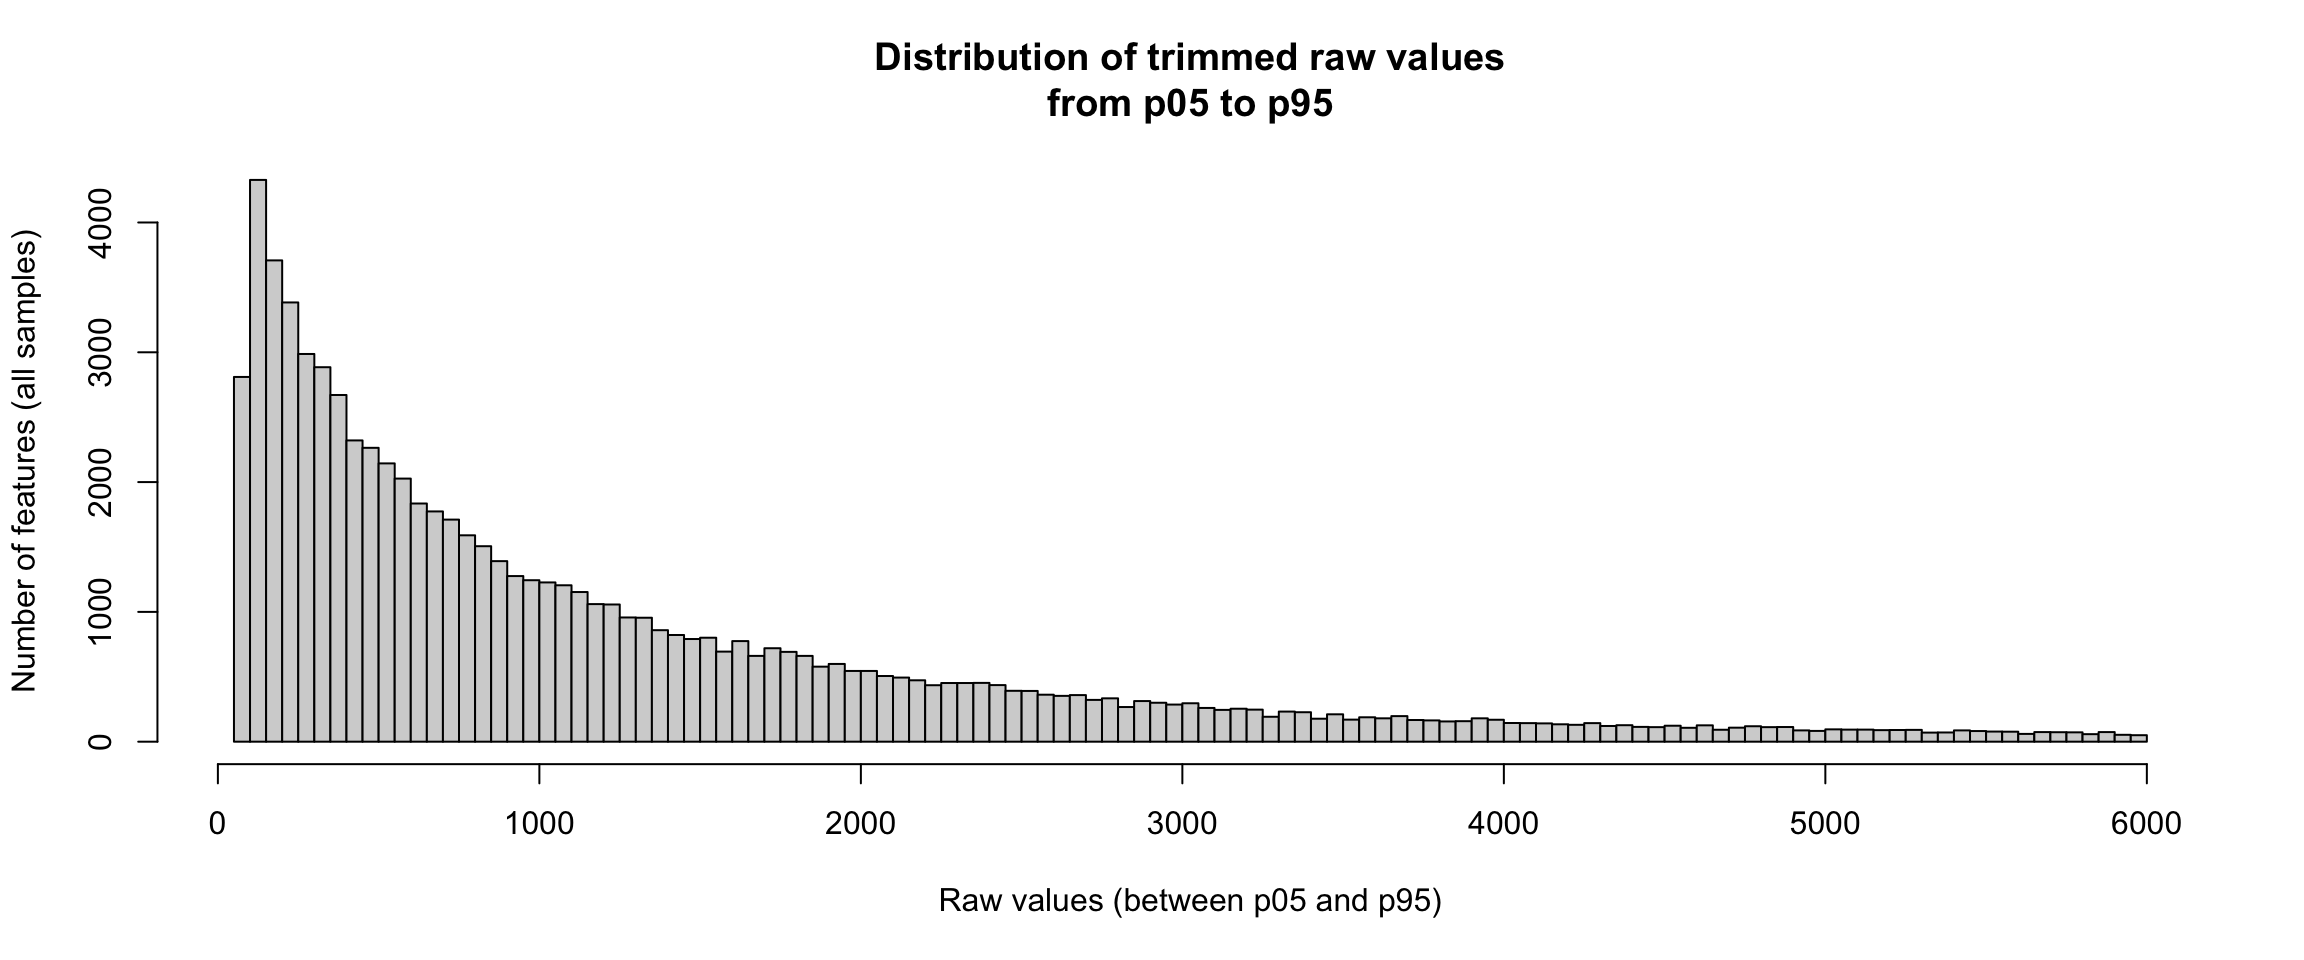 Distribution of trimmed raw values
from p05 to p95
Number of features (all samples)
4000
3000
2000
1000
0
0 1000 2000 3000 4000 5000 6000
Raw values (between p05 and p95)